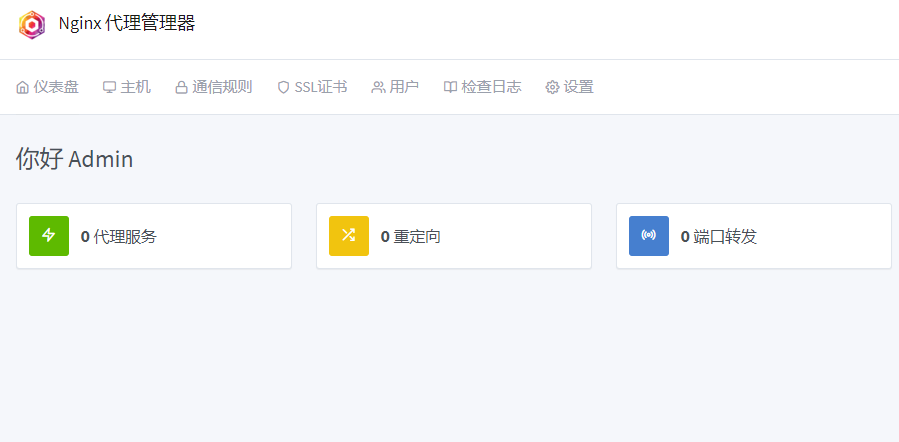 Nginx 代理管理器
仪表盘 主机 通信规则 SSL证书 用户 检查日志 设置
你好 Admin
0 代理服务 0 重定向 0 端口转发